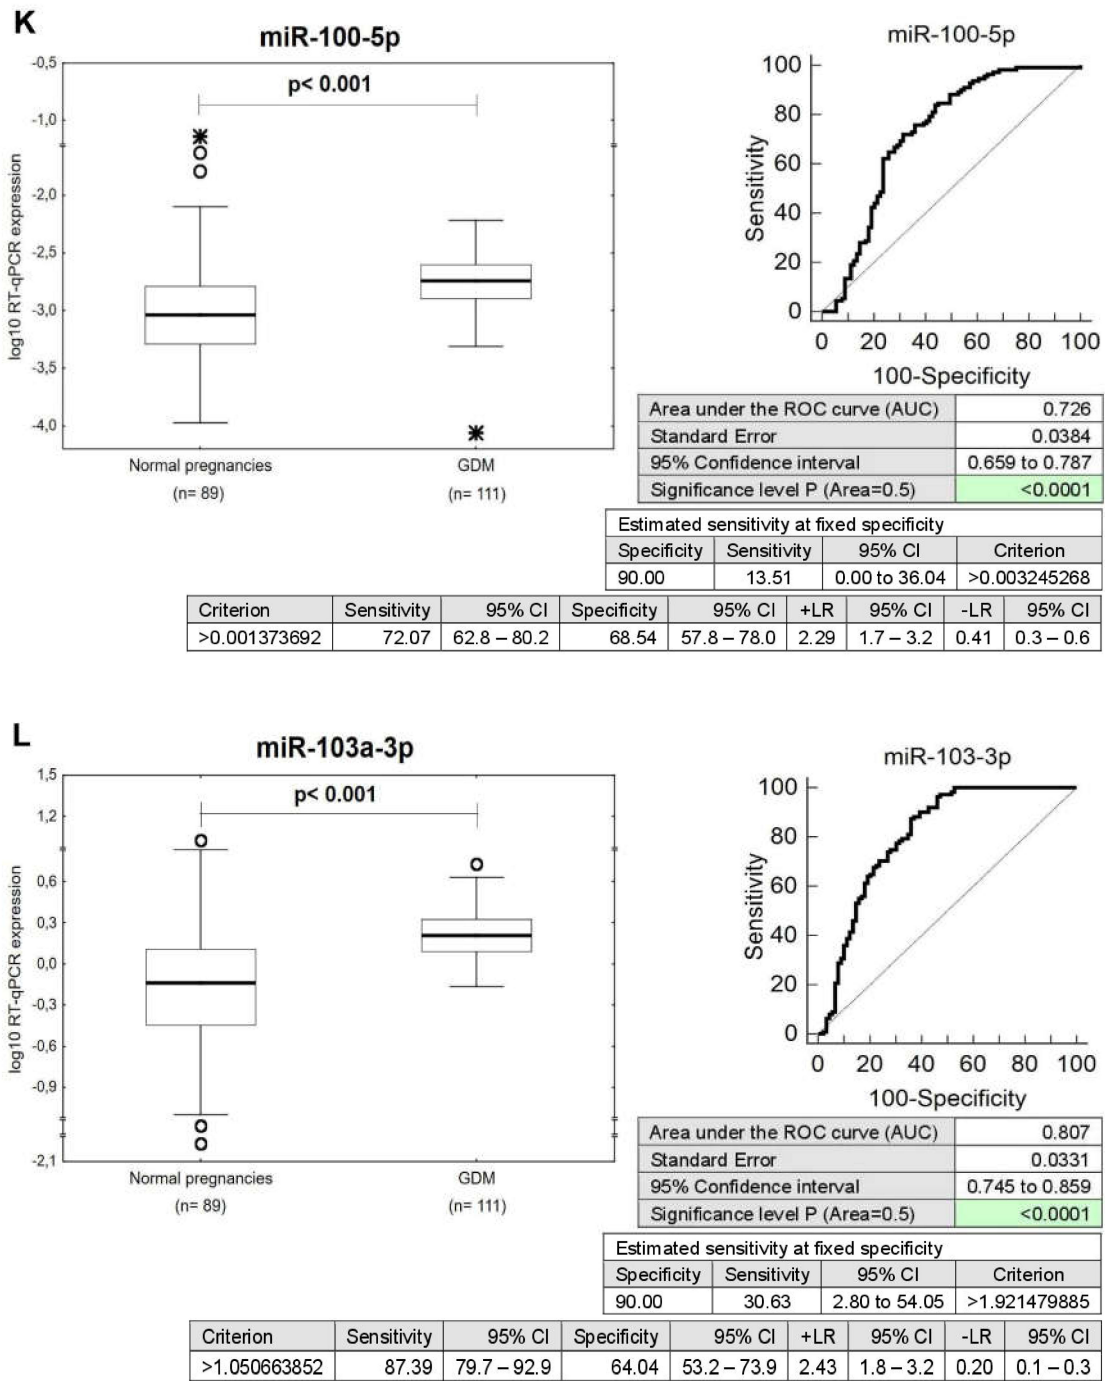 K
miR-100-5p
-0,5
p< 0.001
-1,0
-2,0
-2,5
-3,0
-3,5
-4,0
log10 RT-qPCR expression
Normal pregnancies
(n= 89)
GDM
(n= 111)
miR-100-5p
100
80
60
40
20
0
Sensitivity
0 20 40 60 80 100
100-Specificity
Area under the ROC curve (AUC) 0.726
Standard Error 0.0384
95% Confidence interval 0.659 to 0.787
Significance level P (Area=0.5) <0.0001
Estimated sensitivity at fixed specificity
Specificity Sensitivity 95% CI Criterion
90.00 13.51 0.00 to 36.04 >0.003245268
Criterion Sensitivity 95% CI Specificity 95% CI +LR 95% CI -LR 95% CI
>0.001373692 72.07 62.8 – 80.2 68.54 57.8 – 78.0 2.29 1.7 – 3.2 0.41 0.3 – 0.6
L
miR-103a-3p
1,5
p< 0.001
1,2
0,6
0,3
0,0
-0,3
-0,6
-0,9
-2,1
log10 RT-qPCR expression
Normal pregnancies
(n= 89)
GDM
(n= 111)
miR-103-3p
100
80
60
40
20
0
Sensitivity
0 20 40 60 80 100
100-Specificity
Area under the ROC curve (AUC) 0.807
Standard Error 0.0331
95% Confidence interval 0.745 to 0.859
Significance level P (Area=0.5) <0.0001
Estimated sensitivity at fixed specificity
Specificity Sensitivity 95% CI Criterion
90.00 30.63 2.80 to 54.05 >1.921479885
Criterion Sensitivity 95% CI Specificity 95% CI +LR 95% CI -LR 95% CI
>1.050663852 87.39 79.7 – 92.9 64.04 53.2 – 73.9 2.43 1.8 – 3.2 0.20 0.1 – 0.3